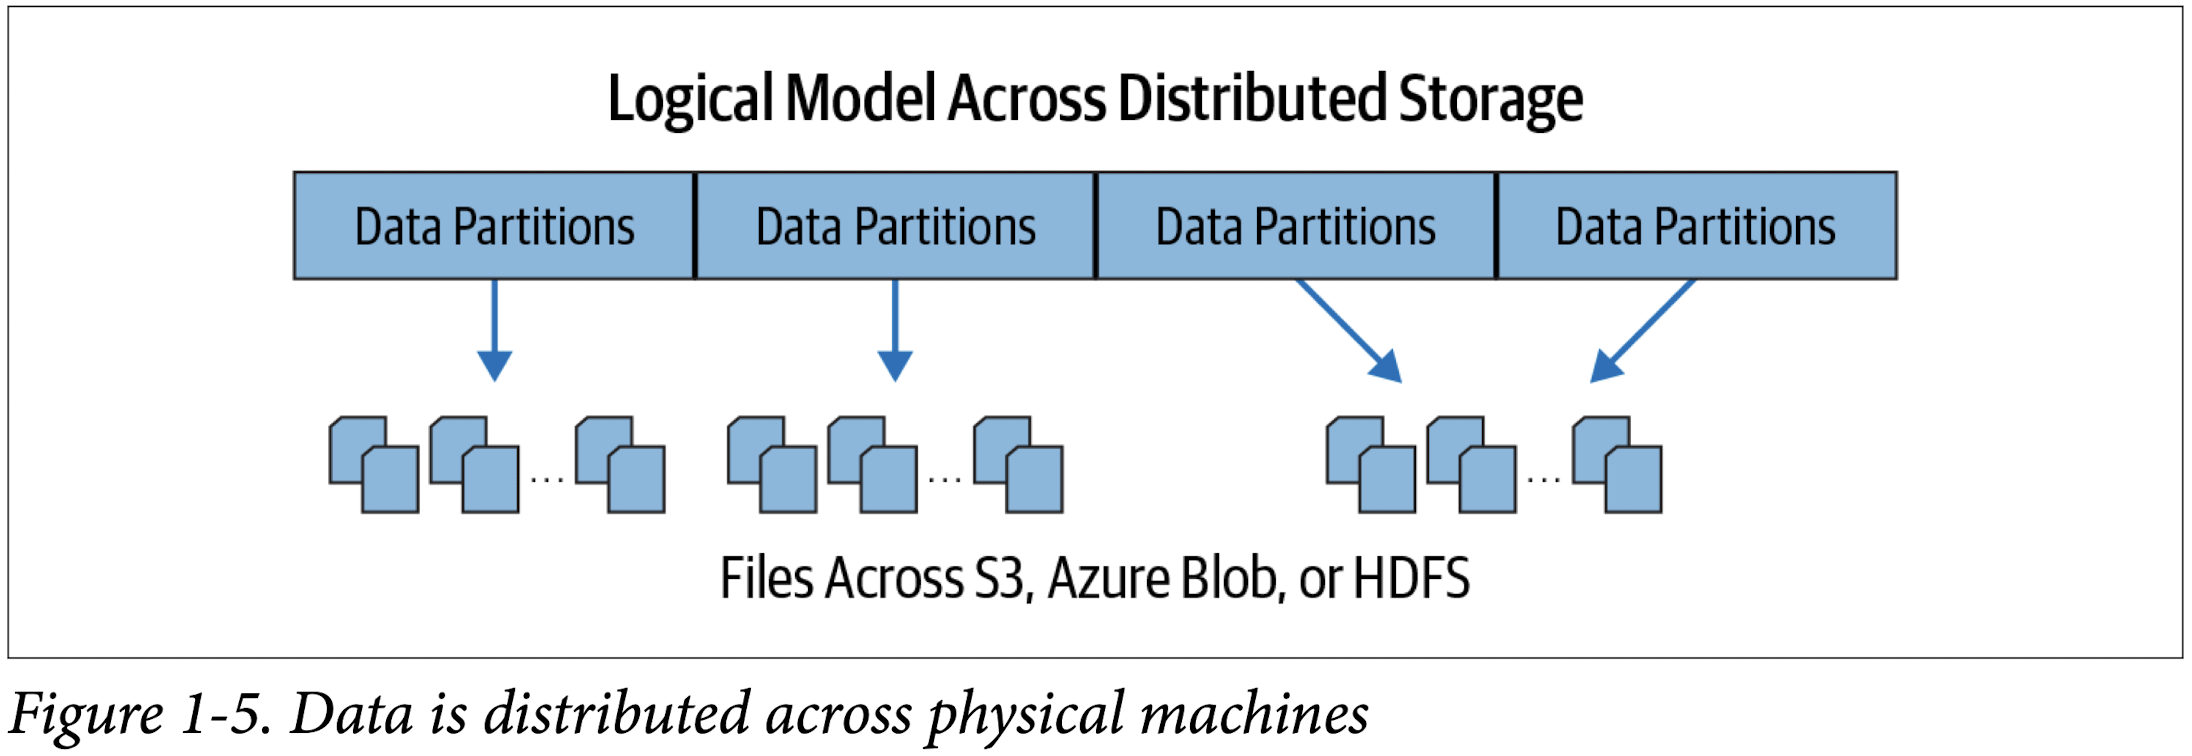 Logical Model Across Distributed Storage
Data Partitions Data Partitions Data Partitions Data Partitions
... ... ...
Files Across S3, Azure Blob, or HDFS
Figure 1-5. Data is distributed across physical machines